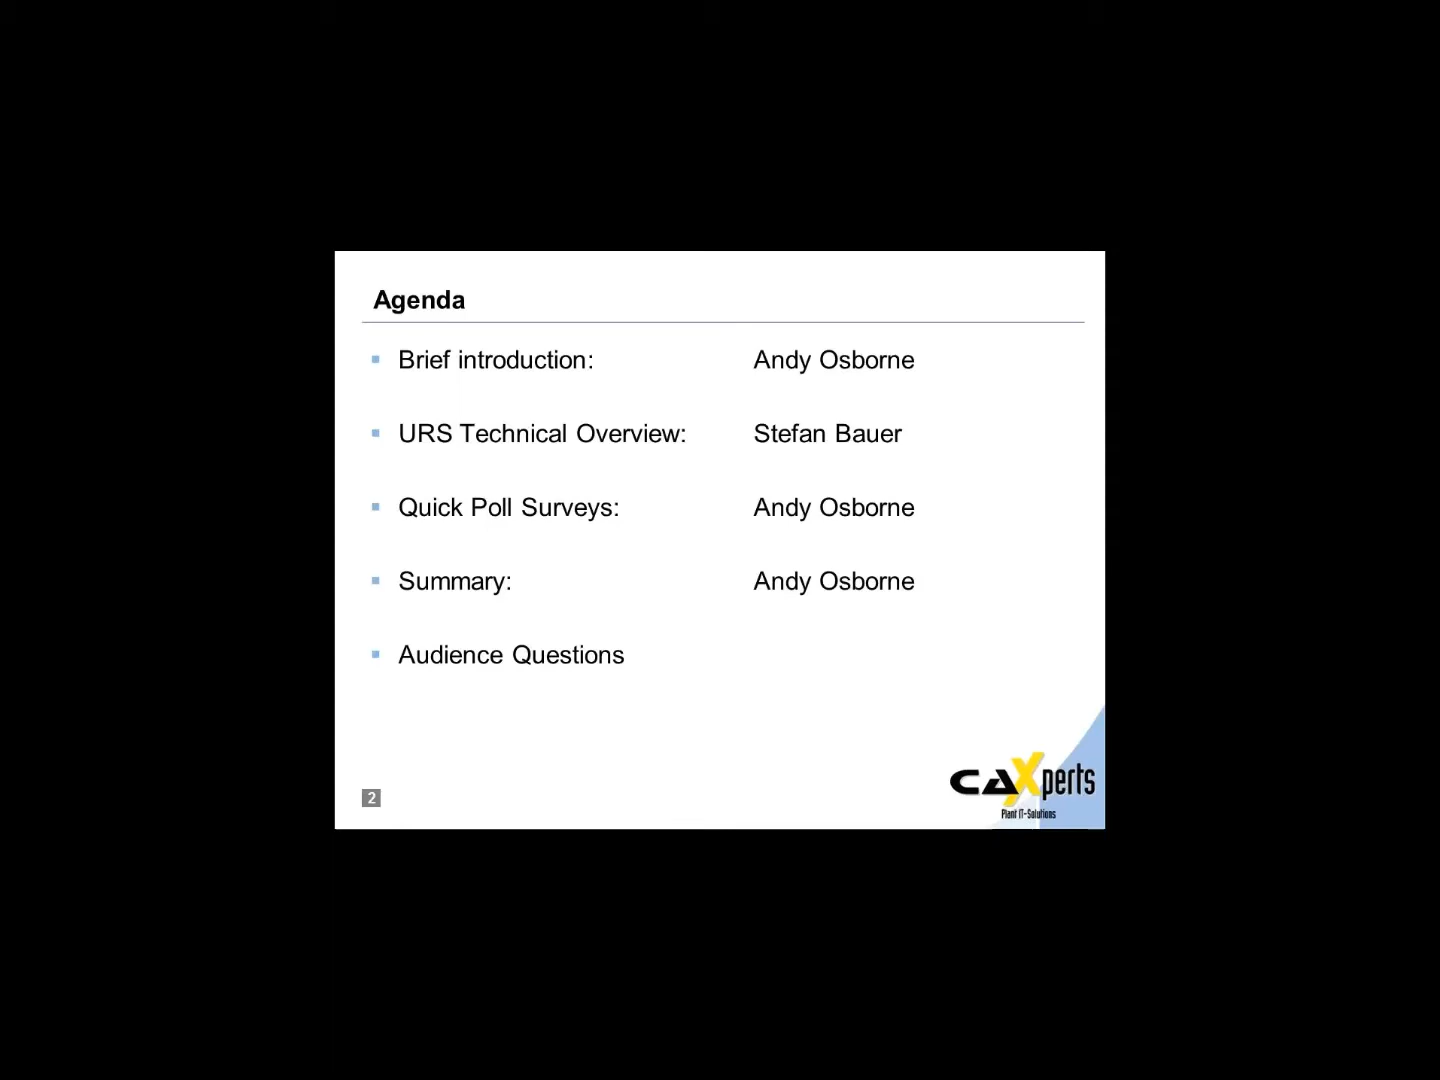 Agenda
Brief introduction: Andy Osborne
URS Technical Overview: Stefan Bauer
Quick Poll Surveys: Andy Osborne
Summary: Andy Osborne
Audience Questions
2
CAXperts
Plant IT-Solutions